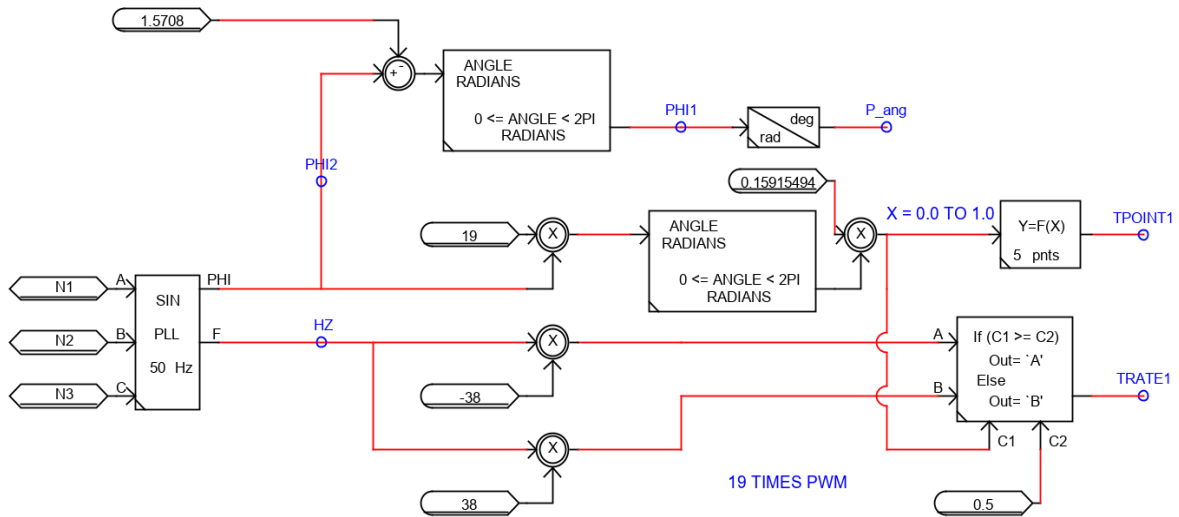 1.5708
+ -
ANGLE
RADIANS
0 <= ANGLE < 2PI
RADIANS
PHI1
deg
rad
P_ang
PHI2
0.15915494
19
X
ANGLE
RADIANS
0 <= ANGLE < 2PI
RADIANS
X
X = 0.0 TO 1.0
Y=F(X)
5 pnts
TPOINT1
N1
A
N2
B
N3
C
SIN
PLL
50 Hz
PHI
F
HZ
X
-38
X
38
A
B
If (C1 >= C2)
Out= `A'
Else
Out= `B'
C1
C2
TRATE1
19 TIMES PWM
0.5